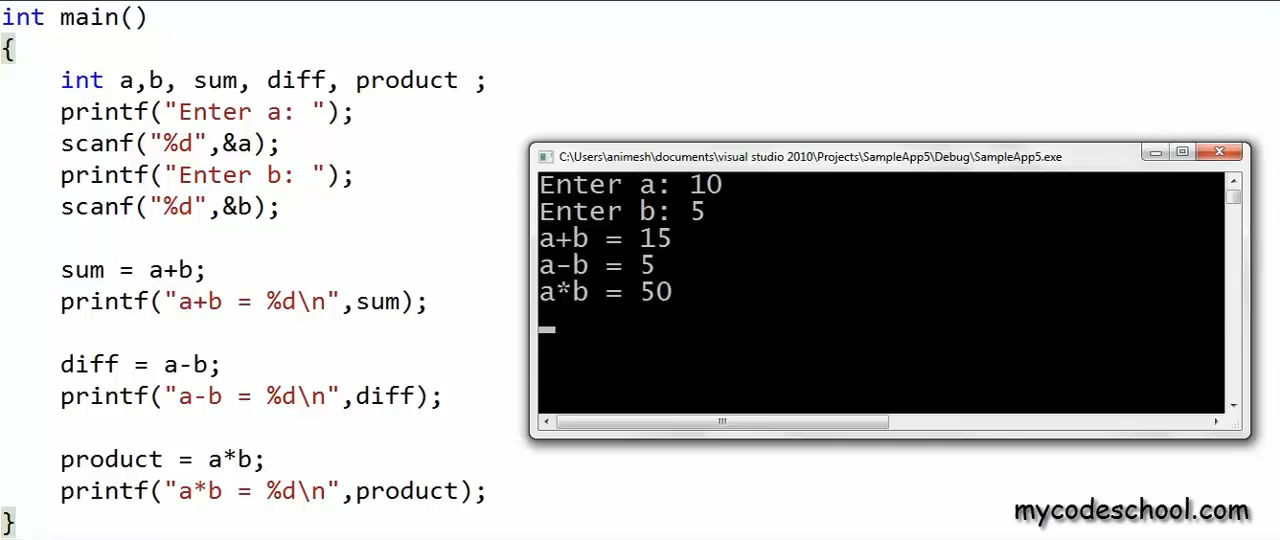 int main()
{
int a,b, sum, diff, product ;
printf("Enter a: ");
scanf("%d",&a);
printf("Enter b: ");
scanf("%d",&b);
sum = a+b;
printf("a+b = %d\n",sum);
diff = a-b;
printf("a-b = %d\n",diff);
product = a*b;
printf("a*b = %d\n",product);
}
C:\Users\animesh\documents\visual studio 2010\Projects\SampleApp5\Debug\SampleApp5.exe
Enter a: 10
Enter b: 5
a+b = 15
a-b = 5
a*b = 50
mycodeschool.com